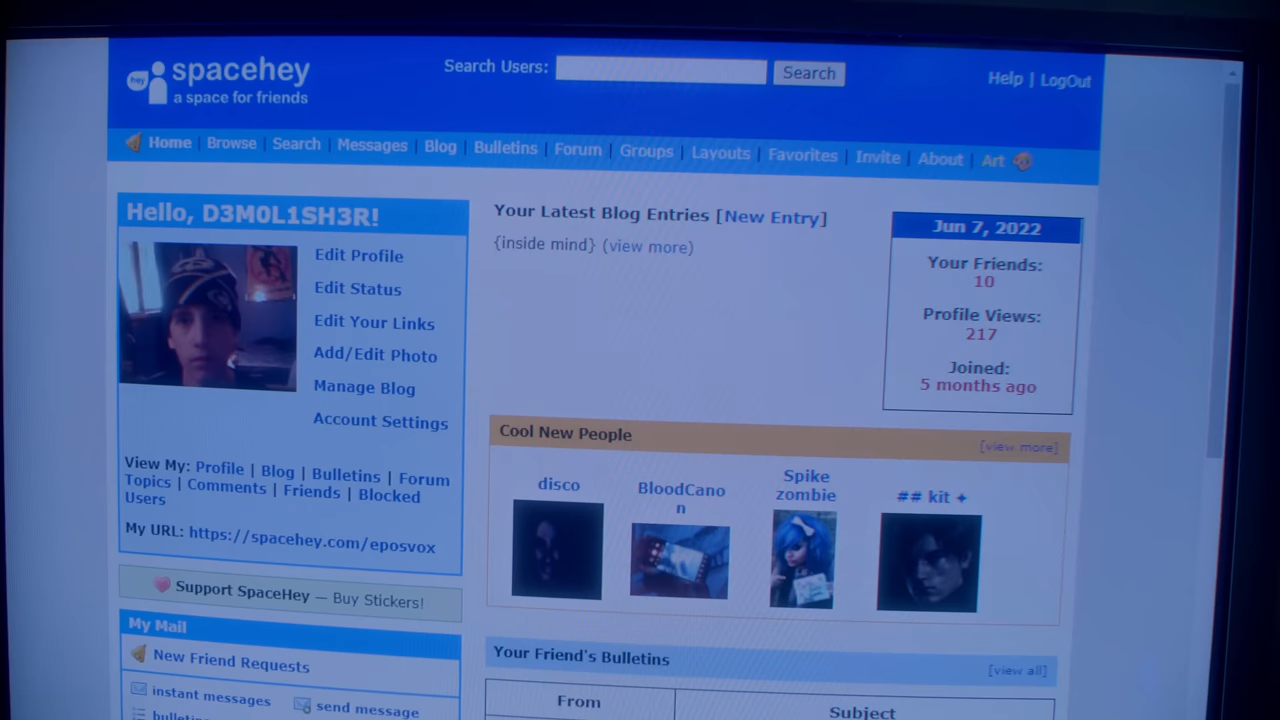 hey
spacehey
a space for friends
Search Users:
Search
Help | LogOut
Home | Browse | Search | Messages | Blog | Bulletins | Forum | Groups | Layouts | Favorites | Invite | About | Art
Hello, D3M0L1SH3R!
Edit Profile
Edit Status
Edit Your Links
Add/Edit Photo
Manage Blog
Account Settings
View My: Profile | Blog | Bulletins | Forum
Topics | Comments | Friends | Blocked
Users
My URL: https://spacehey.com/eposvox
Support SpaceHey — Buy Stickers!
My Mail
New Friend Requests
instant messages
send message
Your Latest Blog Entries [New Entry]
{inside mind} (view more)
Jun 7, 2022
Your Friends:
10
Profile Views:
217
Joined:
5 months ago
Cool New People
[view more]
disco
BloodCano
n
Spike
zombie
## kit ✦
Your Friend's Bulletins
[view all]
From
Subject